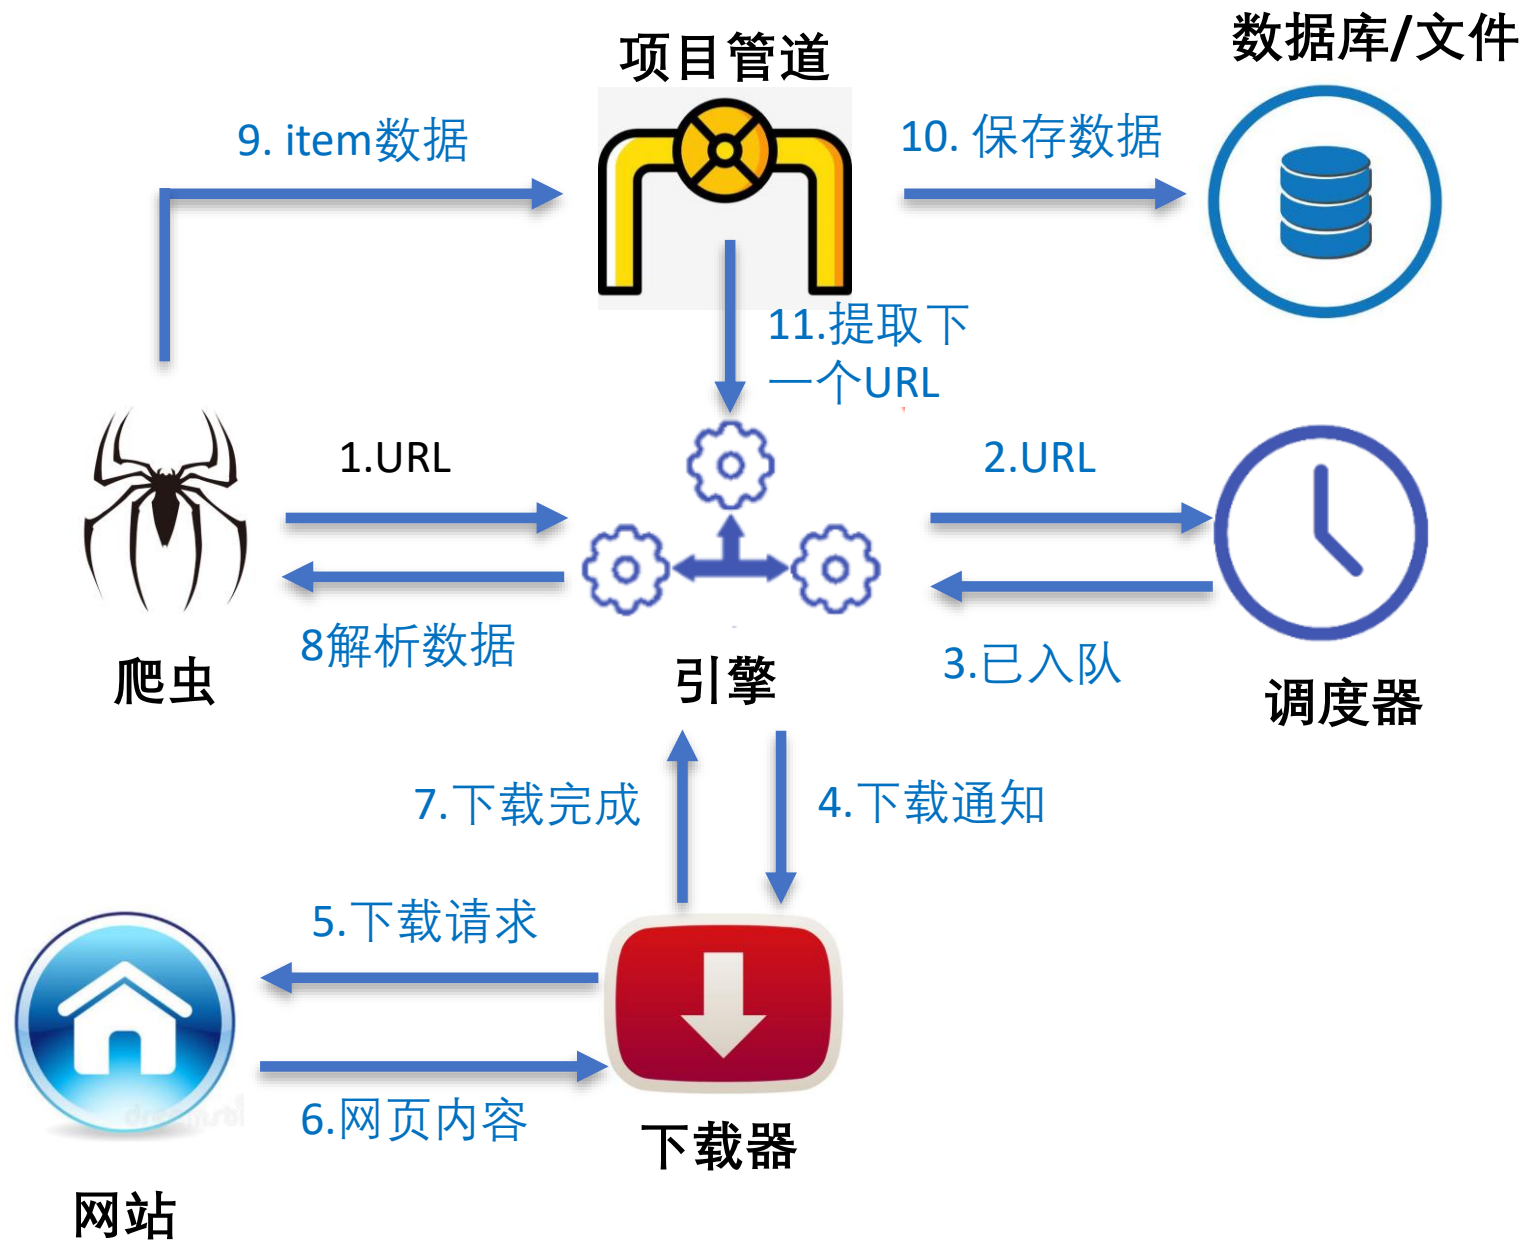 项目管道
数据库/文件
9. item数据
10. 保存数据
11.提取下
一个URL
1.URL
2.URL
8解析数据
3.已入队
爬虫
引擎
调度器
7.下载完成
4.下载通知
5.下载请求
6.网页内容
下载器
网站